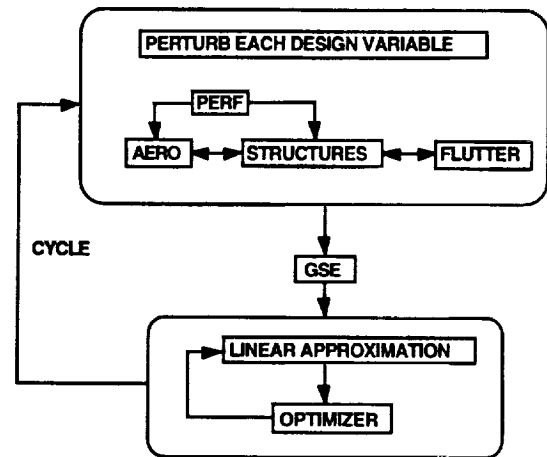 PERTURB EACH DESIGN VARIABLE
PERF
AERO
STRUCTURES
FLUTTER
CYCLE
GSE
LINEAR APPROXIMATION
OPTIMIZER